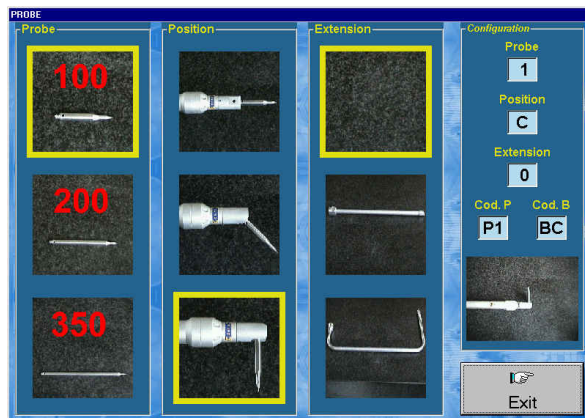 PROBE
Probe
100
200
350
Position
Extension
Configuration
Probe
1
Position
C
Extension
0
Cod. P
Cod. B
P1
BC
Exit